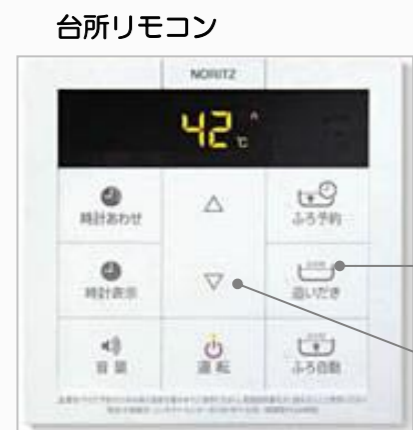 台所リモコン
NORITZ
42℃
時計あわせ
ふろ予約
時計表示
追いだき
音量
運転
ふろ自動